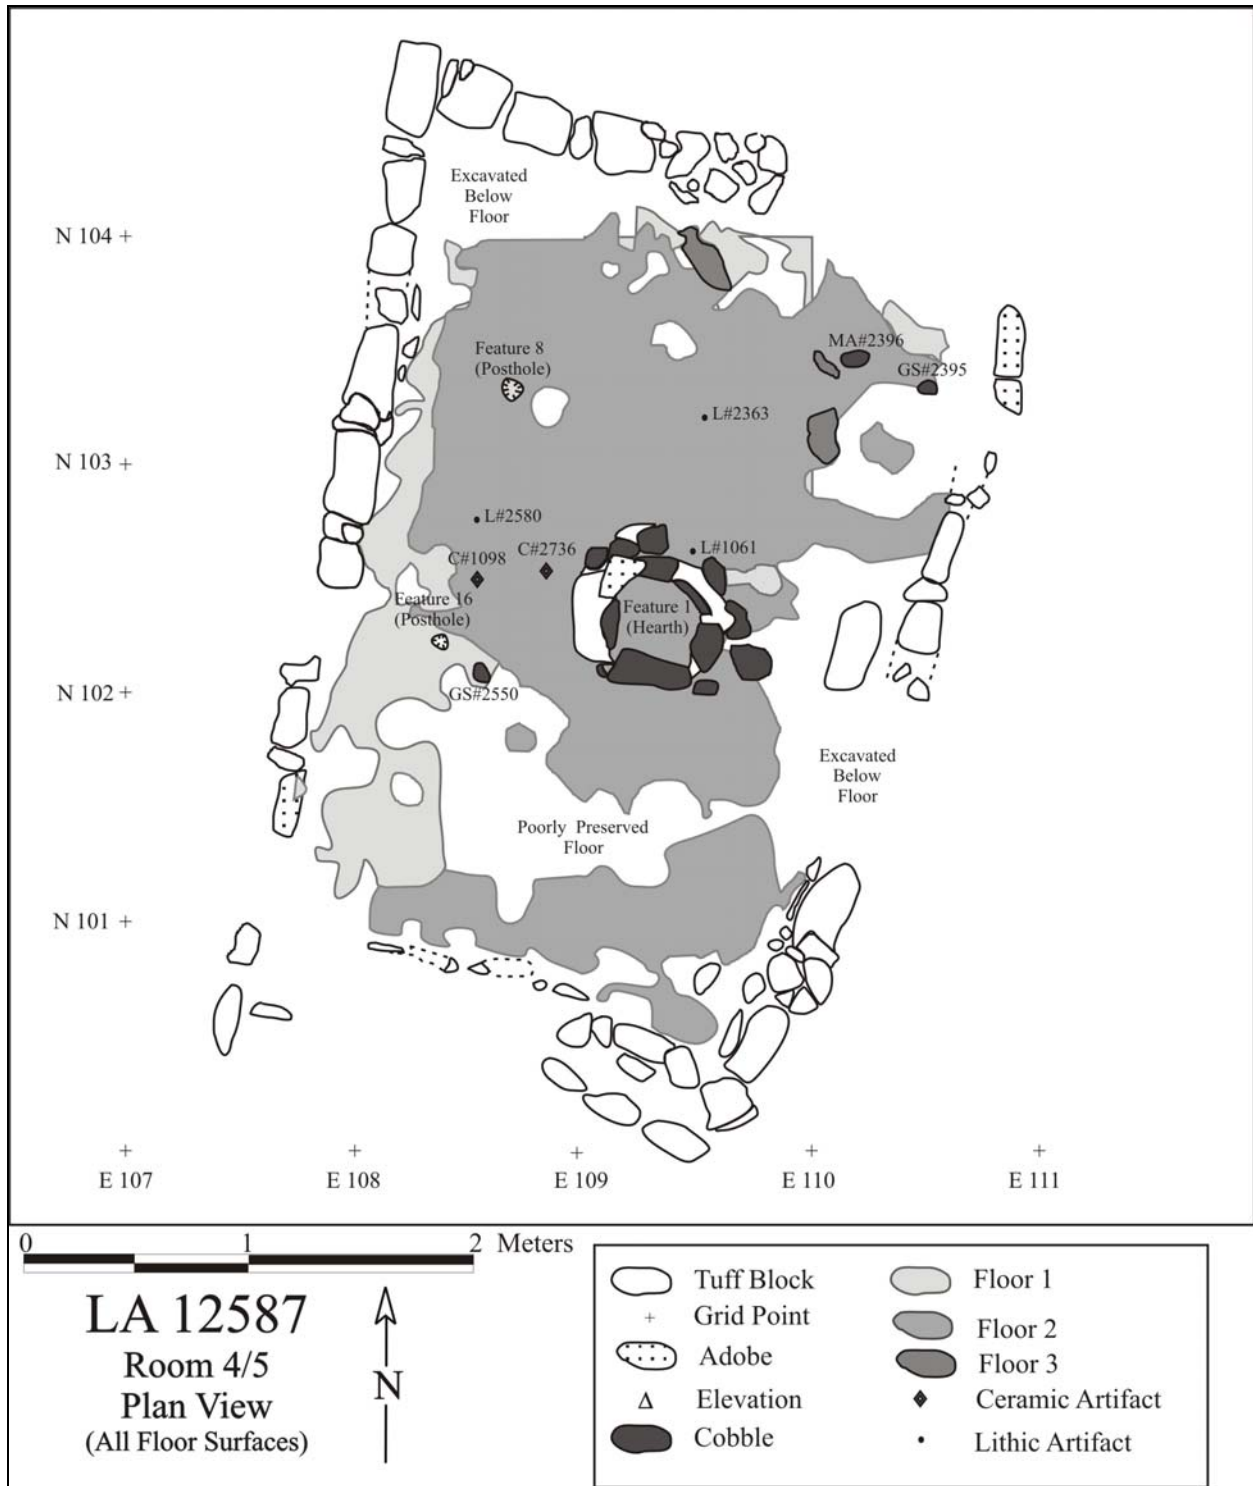 Excavated
Below
Floor
N 104 +
Feature 8
(Posthole)
MA#2396
GS#2395
L#2363
N 103 +
L#2580
C#1098
C#2736
L#1061
Feature 16
(Posthole)
Feature 1
(Hearth)
N 102 +
GS#2550
Excavated
Below
Floor
Poorly Preserved
Floor
N 101 +
E 107
E 108
E 109
E 110
E 111
0 1 2 Meters
LA 12587
Room 4/5
Plan View
(All Floor Surfaces)
N
Tuff Block
Grid Point
Adobe
Elevation
Cobble
Floor 1
Floor 2
Floor 3
Ceramic Artifact
Lithic Artifact